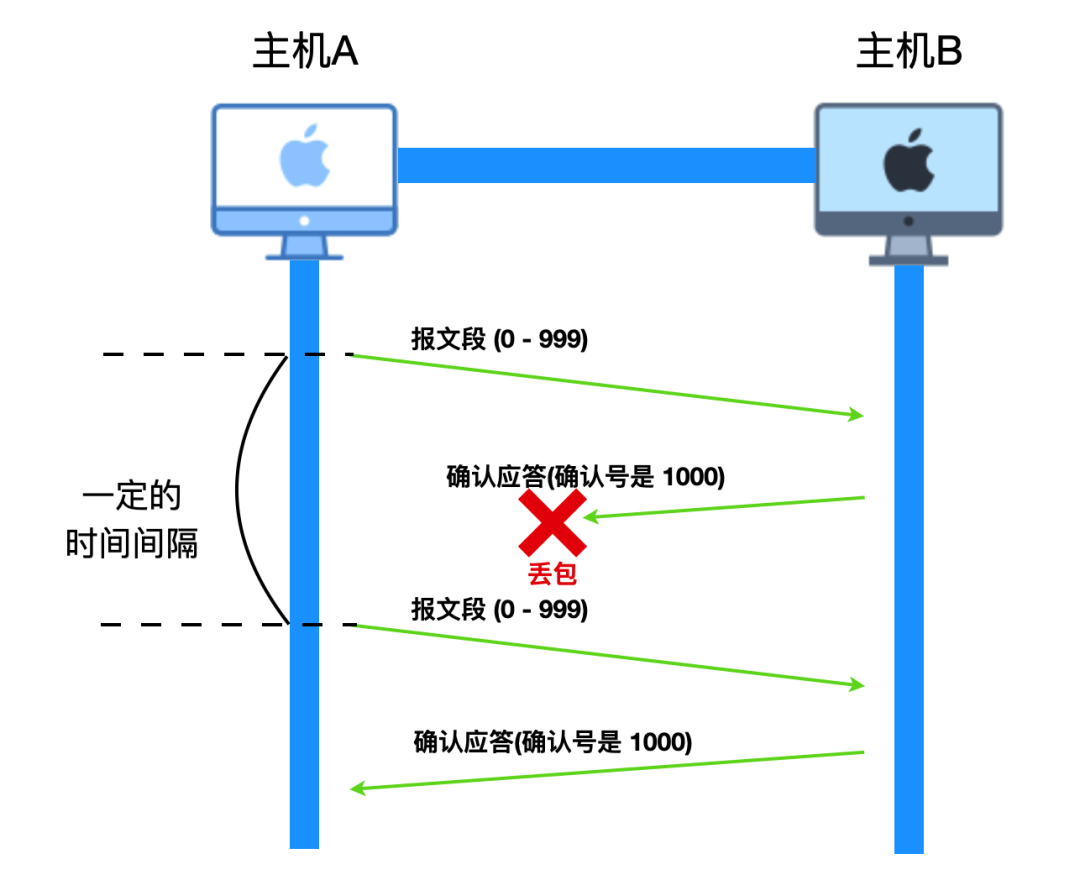 主机A
主机B
报文段 (0 - 999)
确认应答(确认号是 1000)
一定的
时间间隔
丢包
报文段 (0 - 999)
确认应答(确认号是 1000)